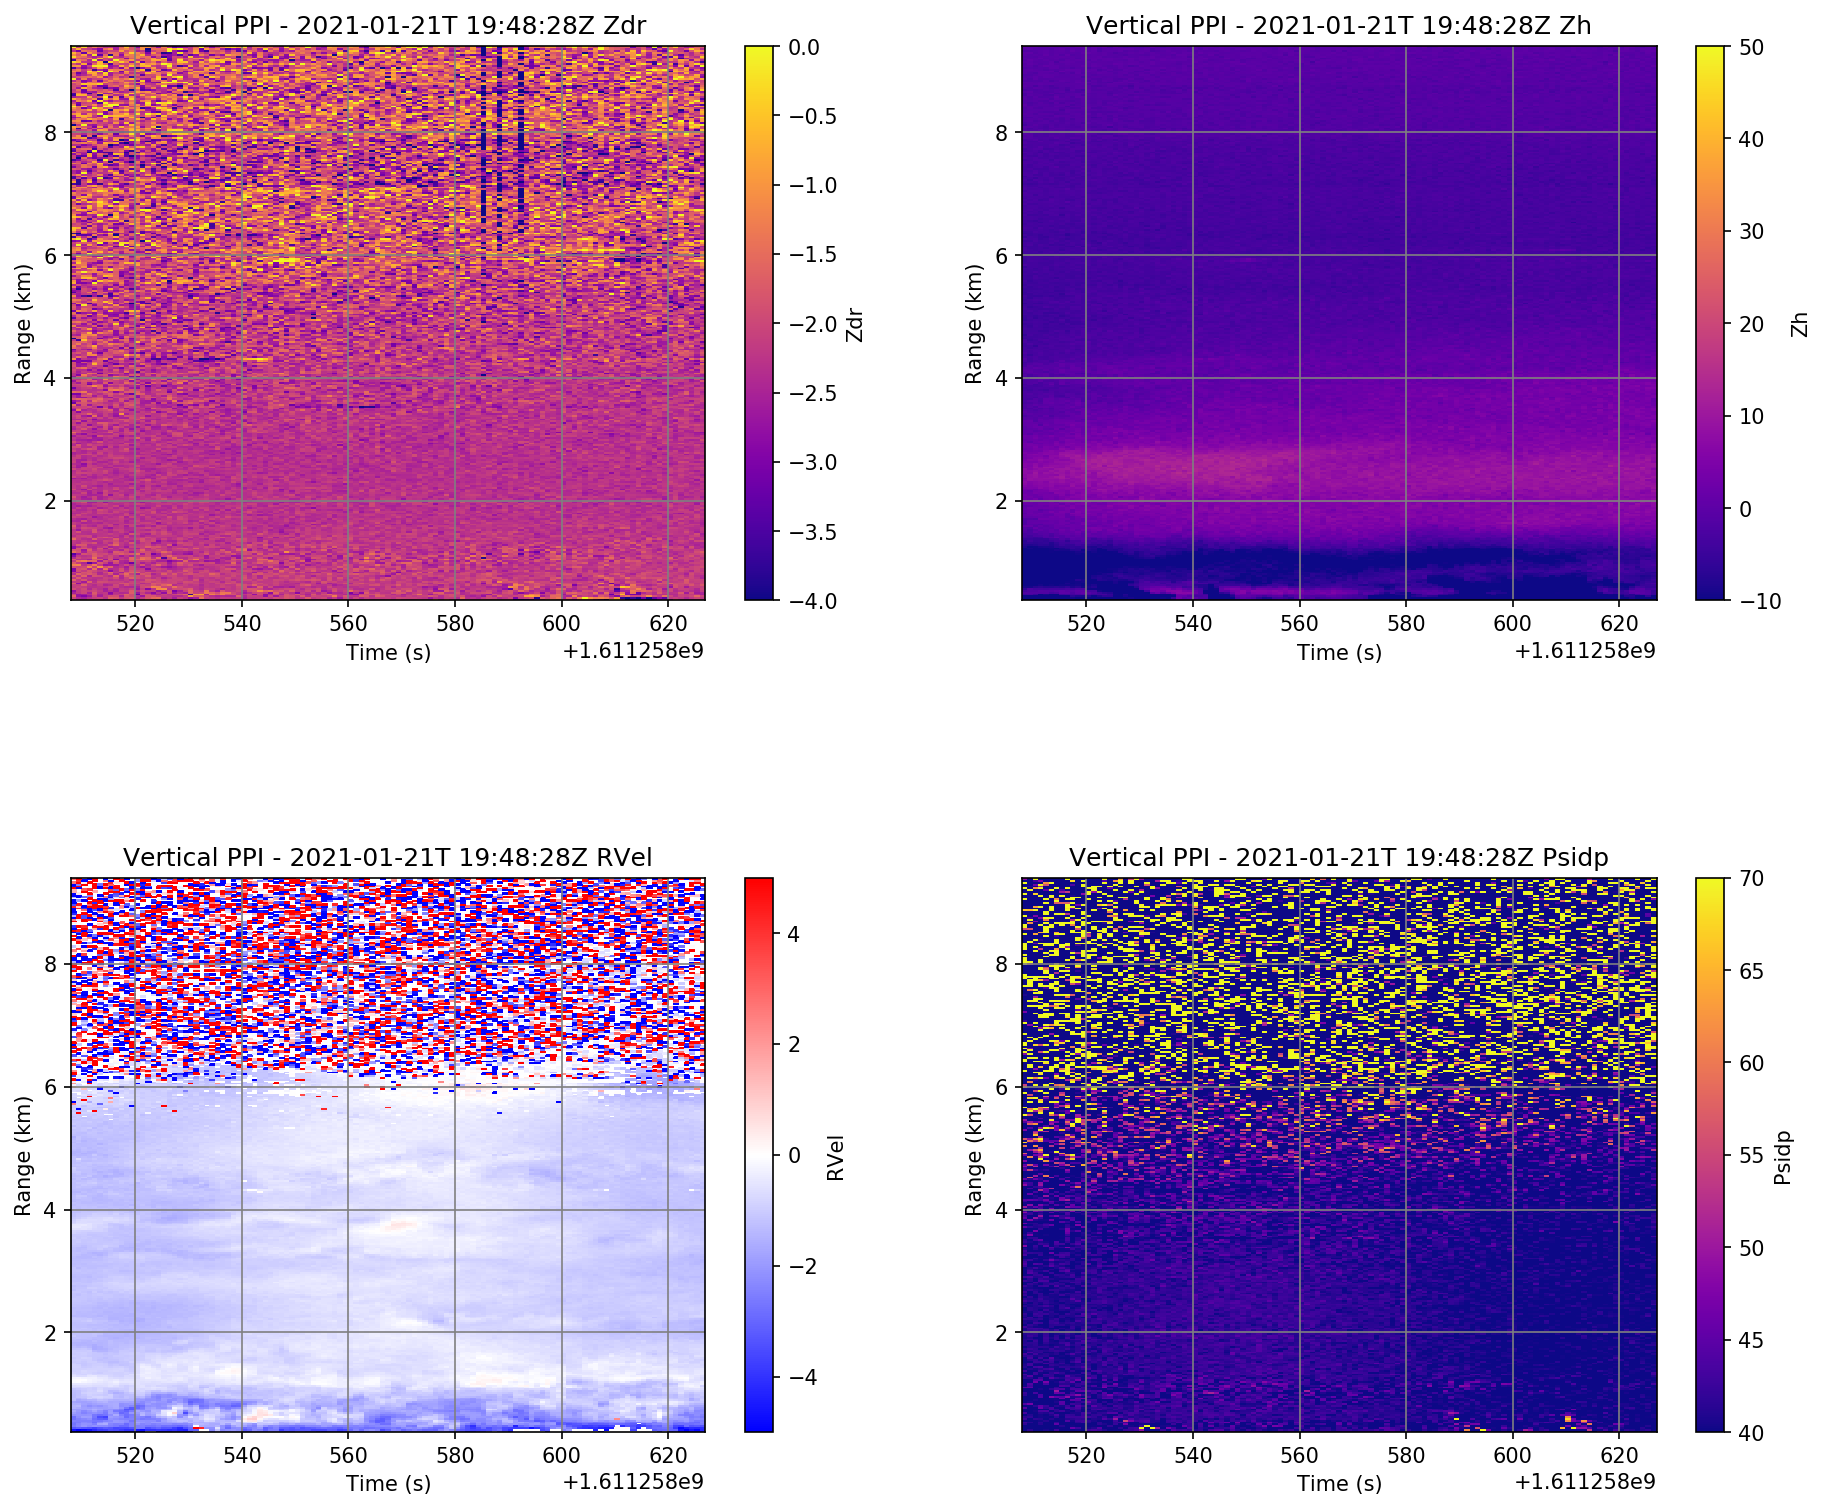 Vertical PPI - 2021-01-21T 19:48:28Z Zdr
Range (km)
8
6
4
2
520 540 560 580 600 620
Time (s)
+1.611258e9
0.0
−0.5
−1.0
−1.5
−2.0
−2.5
−3.0
−3.5
−4.0
Zdr
Vertical PPI - 2021-01-21T 19:48:28Z Zh
Range (km)
8
6
4
2
520 540 560 580 600 620
Time (s)
+1.611258e9
50
40
30
20
10
0
−10
Zh
Vertical PPI - 2021-01-21T 19:48:28Z RVel
Range (km)
8
6
4
2
520 540 560 580 600 620
Time (s)
+1.611258e9
4
2
0
−2
−4
RVel
Vertical PPI - 2021-01-21T 19:48:28Z Psidp
Range (km)
8
6
4
2
520 540 560 580 600 620
Time (s)
+1.611258e9
70
65
60
55
50
45
40
Psidp